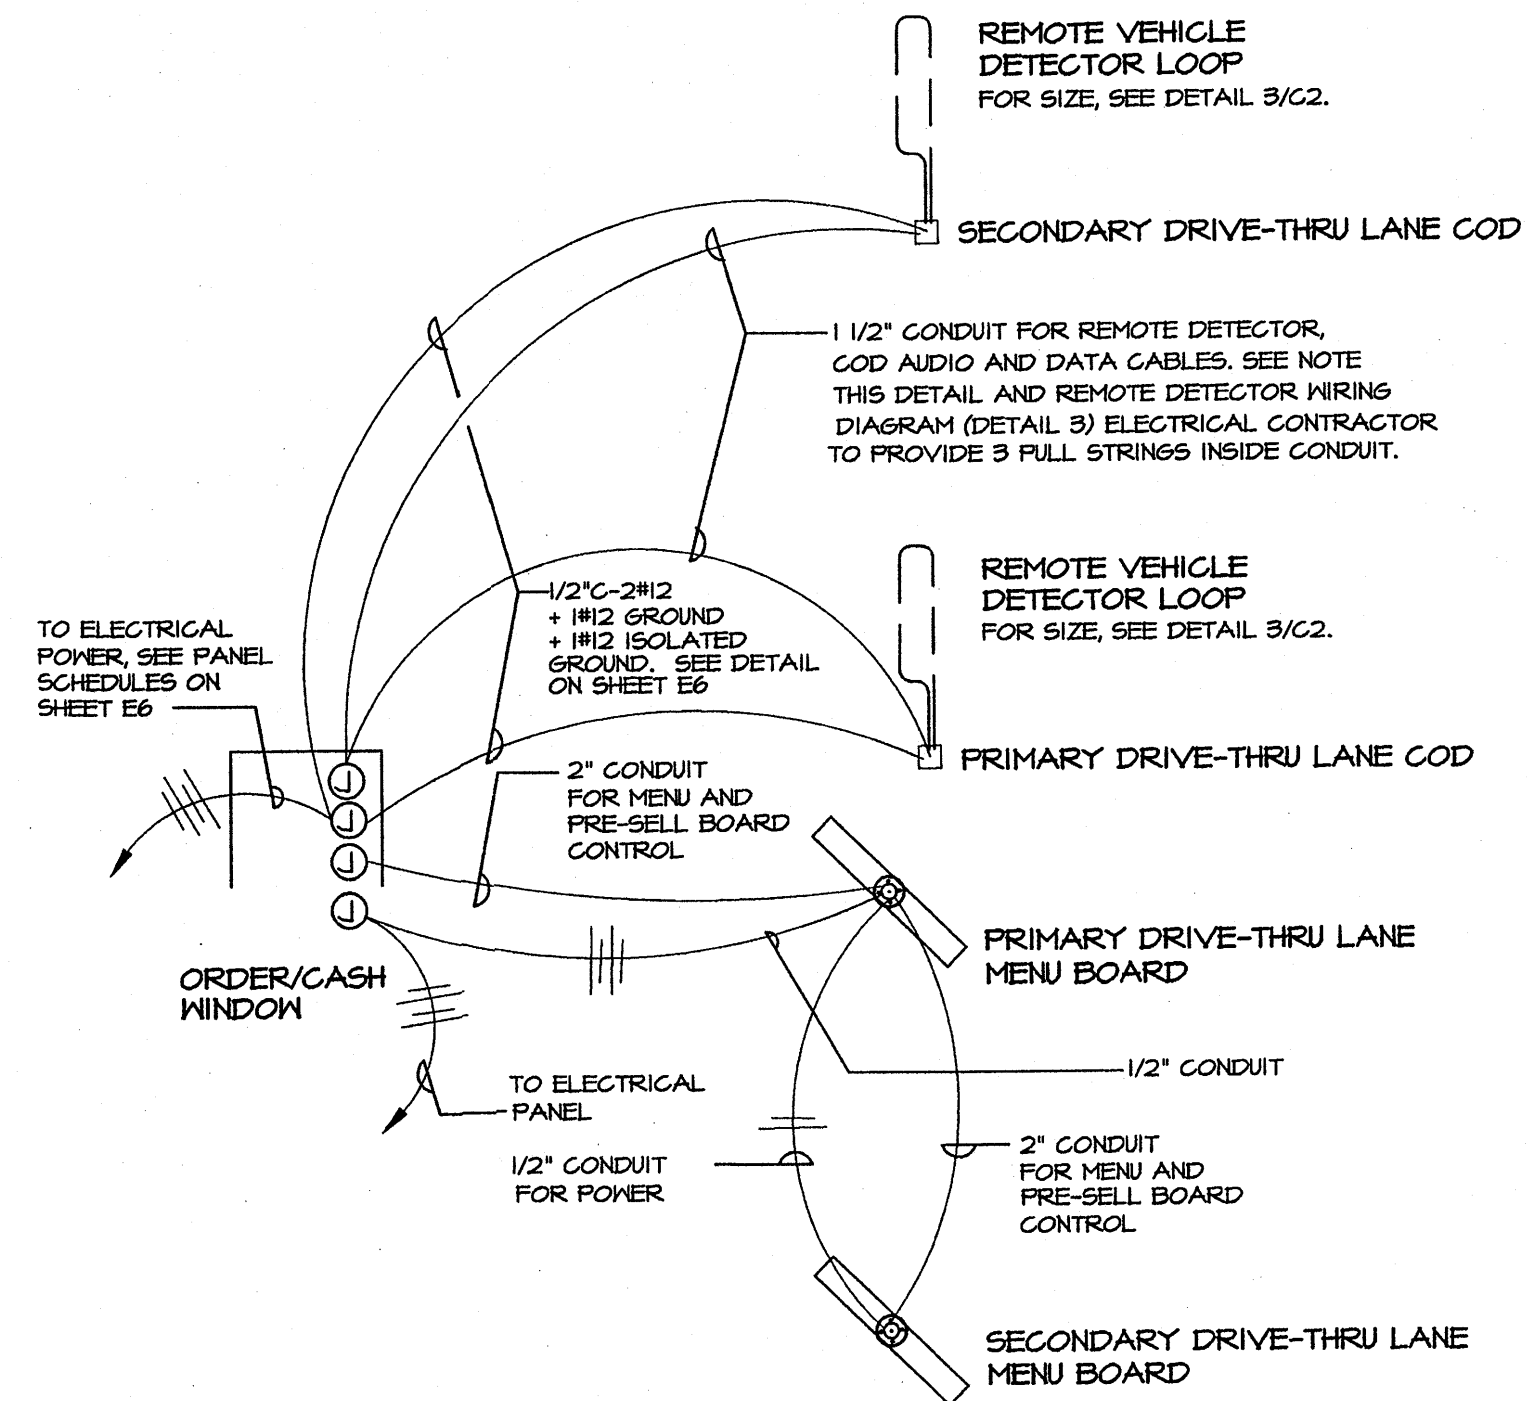 REMOTE VEHICLE
DETECTOR LOOP
FOR SIZE, SEE DETAIL 3/C2.
SECONDARY DRIVE-THRU LANE COD
1 1/2" CONDUIT FOR REMOTE DETECTOR,
COD AUDIO AND DATA CABLES. SEE NOTE
THIS DETAIL AND REMOTE DETECTOR WIRING
DIAGRAM (DETAIL 3) ELECTRICAL CONTRACTOR
TO PROVIDE 3 PULL STRINGS INSIDE CONDUIT.
REMOTE VEHICLE
DETECTOR LOOP
FOR SIZE, SEE DETAIL 3/C2.
1/2"C-2#12
+ 1#12 GROUND
+ 1#12 ISOLATED
GROUND. SEE DETAIL
ON SHEET E6
TO ELECTRICAL
POWER, SEE PANEL
SCHEDULES ON
SHEET E6
PRIMARY DRIVE-THRU LANE COD
2" CONDUIT
FOR MENU AND
PRE-SELL BOARD
CONTROL
J
J
J
J
PRIMARY DRIVE-THRU LANE
MENU BOARD
ORDER/CASH
WINDOW
1/2" CONDUIT
TO ELECTRICAL
PANEL
1/2" CONDUIT
FOR POWER
2" CONDUIT
FOR MENU AND
PRE-SELL BOARD
CONTROL
SECONDARY DRIVE-THRU LANE
MENU BOARD